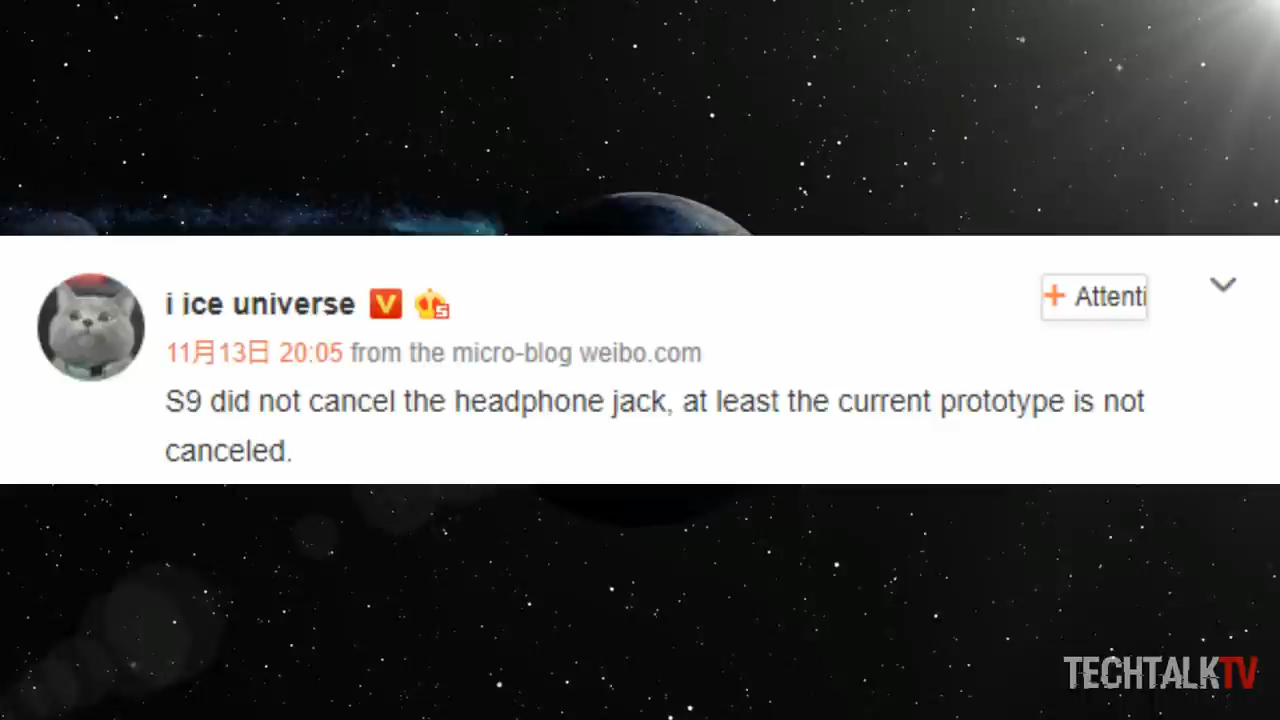 i ice universe
V
S
11月13日 20:05 from the micro-blog weibo.com
+ Attenti
S9 did not cancel the headphone jack, at least the current prototype is not
canceled.
TECHTALKTV